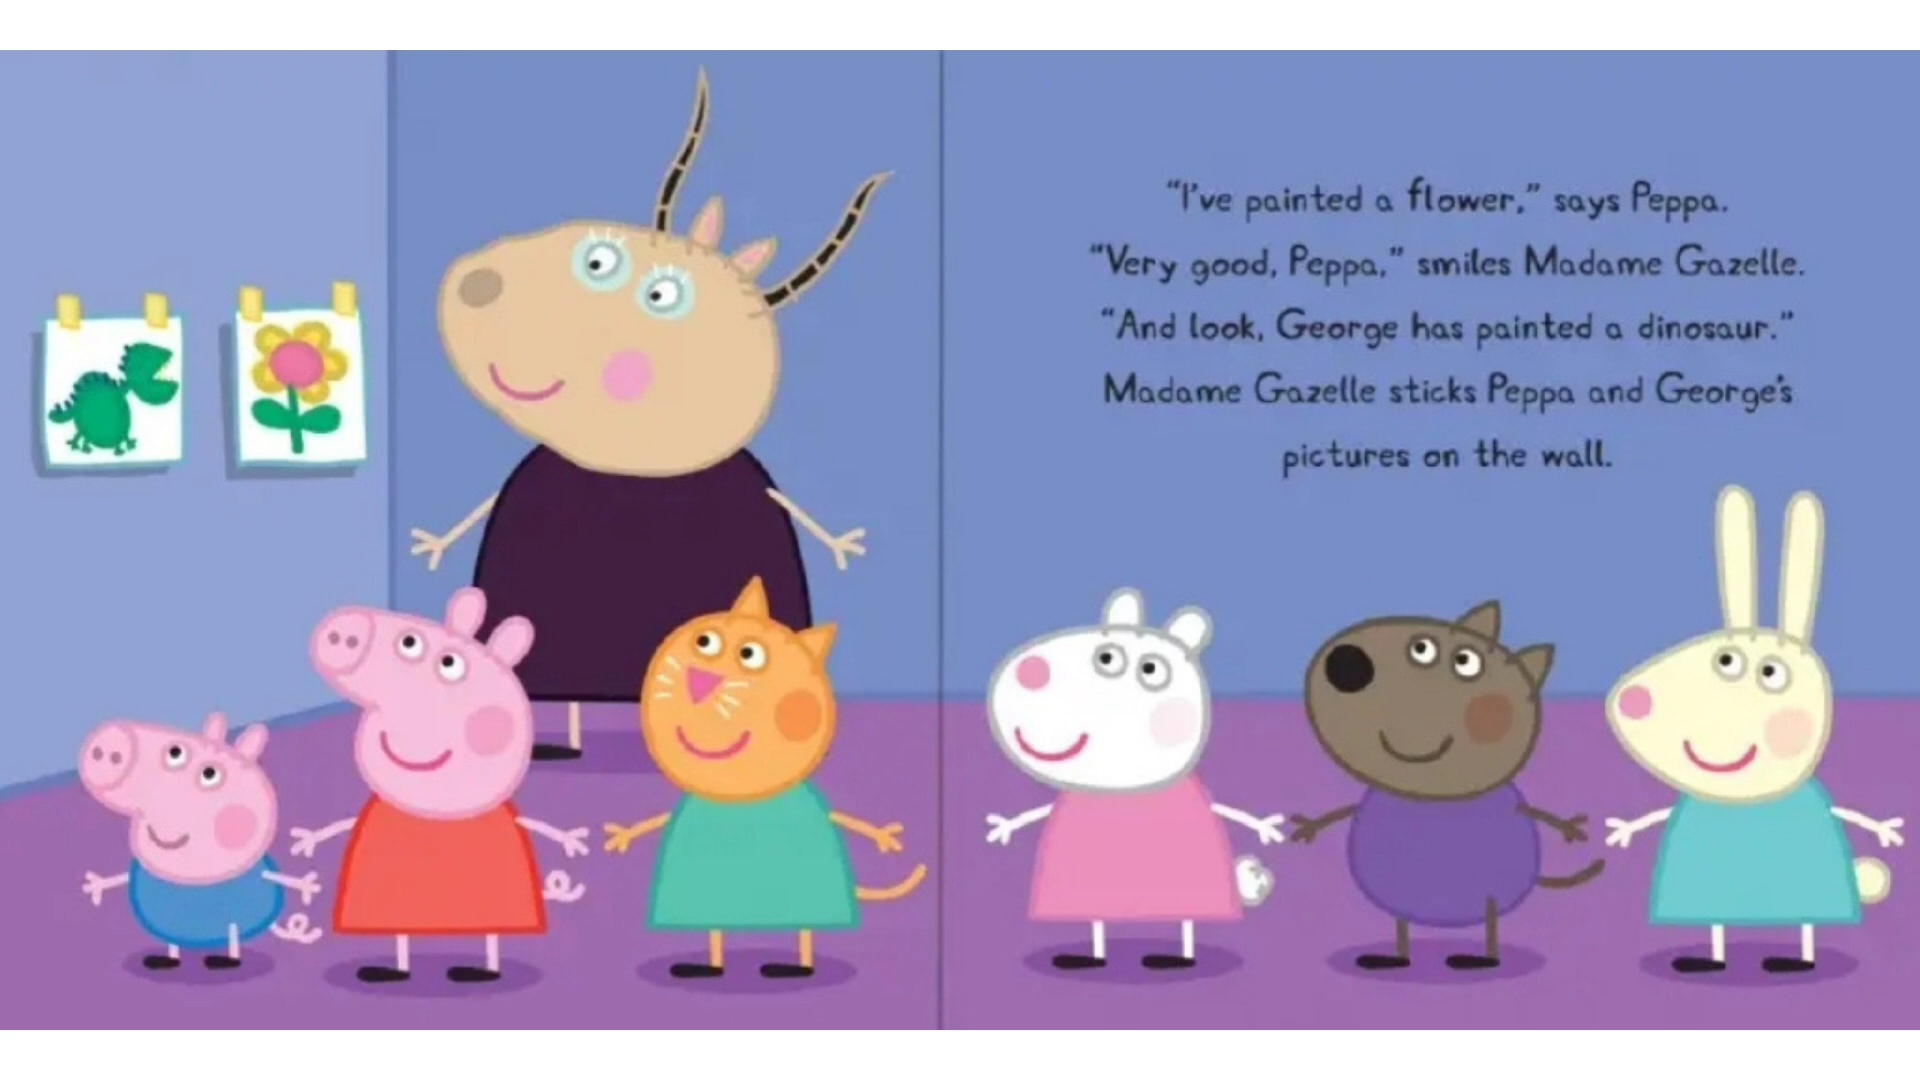 “I’ve painted a flower,” says Peppa.
“Very good, Peppa,” smiles Madame Gazelle.
“And look, George has painted a dinosaur.”
Madame Gazelle sticks Peppa and George’s
pictures on the wall.